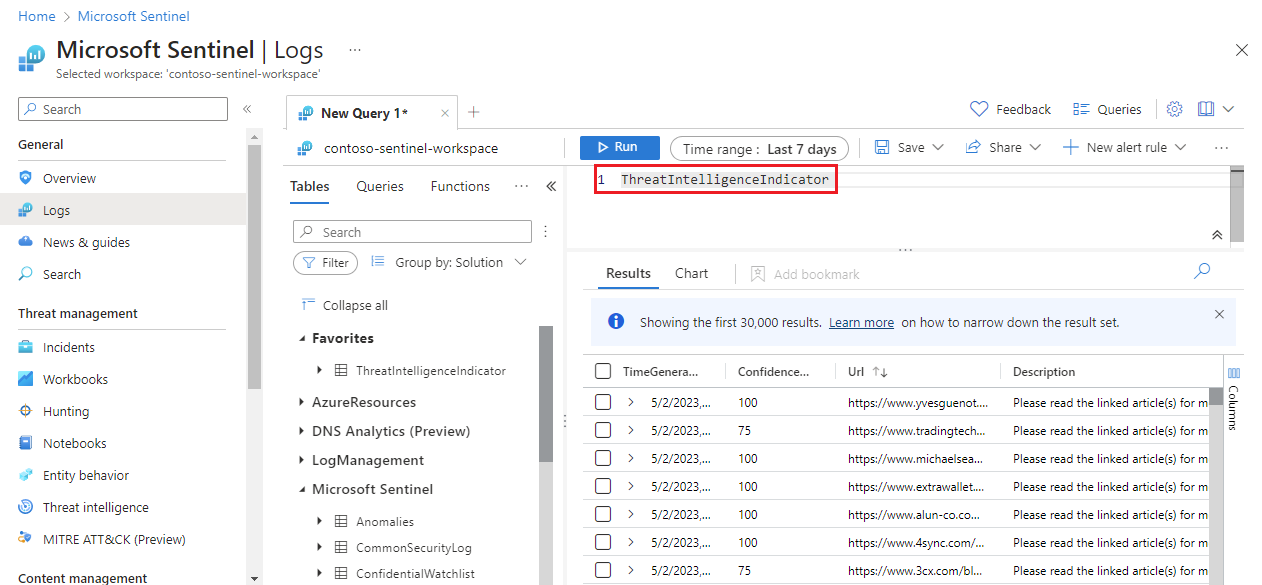 Home > Microsoft Sentinel
Microsoft Sentinel | Logs ...
Selected workspace: 'contoso-sentinel-workspace'
Search
General
Overview
Logs
News & guides
Search
Threat management
Incidents
Workbooks
Hunting
Notebooks
Entity behavior
Threat intelligence
MITRE ATT&CK (Preview)
Content management
New Query 1*
Feedback Queries
contoso-sentinel-workspace
Run Time range : Last 7 days Save Share New alert rule ...
Tables Queries Functions ...
Search
Filter Group by: Solution
Collapse all
Favorites
ThreatIntelligenceIndicator
AzureResources
DNS Analytics (Preview)
LogManagement
Microsoft Sentinel
Anomalies
CommonSecurityLog
ConfidentialWatchlist
1 ThreatIntelligenceIndicator
Results Chart Add bookmark
Showing the first 30,000 results. Learn more on how to narrow down the result set.
TimeGenera... Confidence... Url Description
5/2/2023,... 100 https://www.yvesguenot.... Please read the linked article(s) for m
5/2/2023,... 75 https://www.tradingtech... Please read the linked article(s) for m
5/2/2023,... 100 https://www.michaelsea... Please read the linked article(s) for m
5/2/2023,... 100 https://www.extrawallet.... Please read the linked article(s) for m
5/2/2023,... 100 https://www.alun-co.co... Please read the linked article(s) for m
5/2/2023,... 100 https://www.4sync.com/... Please read the linked article(s) for m
5/2/2023,... 75 https://www.3cx.com/bl... Please read the linked article(s) for m
Columns